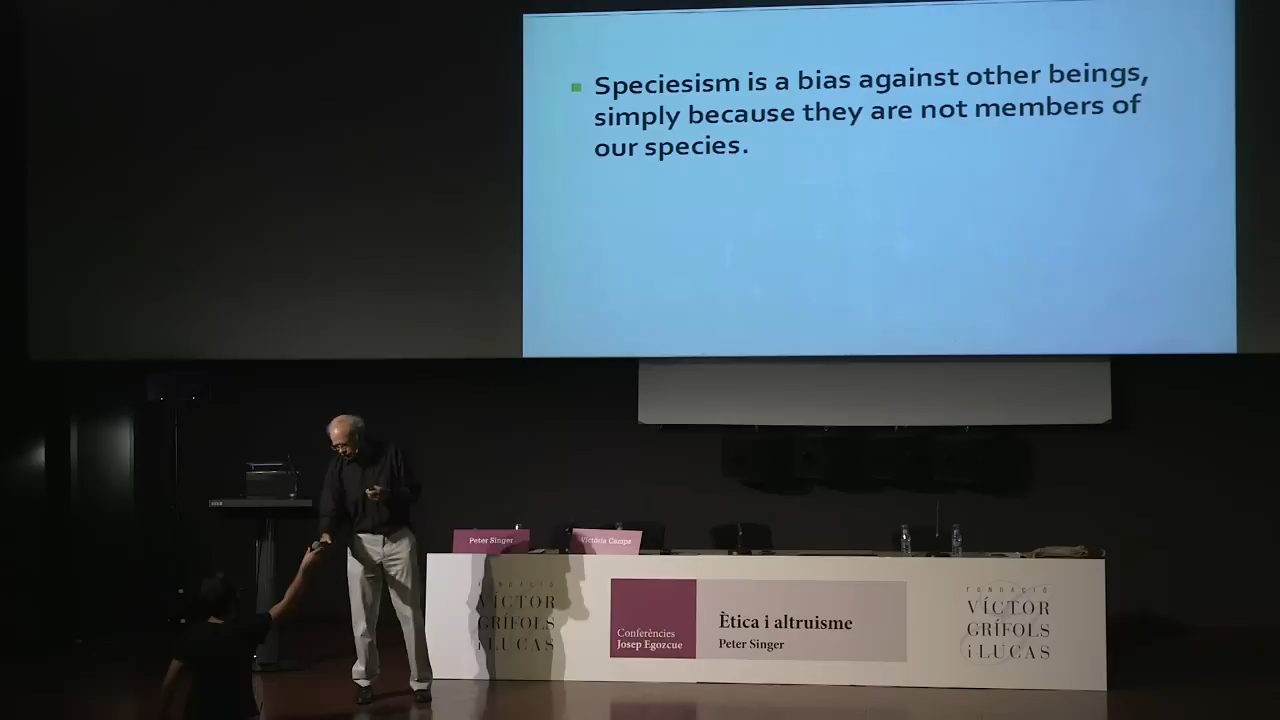 Speciesism is a bias against other beings,
simply because they are not members of
our species.
Peter Singer
Victòria Camps
FUNDACIÓ
VÍCTOR
GRÍFOLS
i LUCAS
Conferències
Josep Egozcue
Ètica i altruisme
Peter Singer
FUNDACIÓ
VÍCTOR
GRÍFOLS
i LUCAS